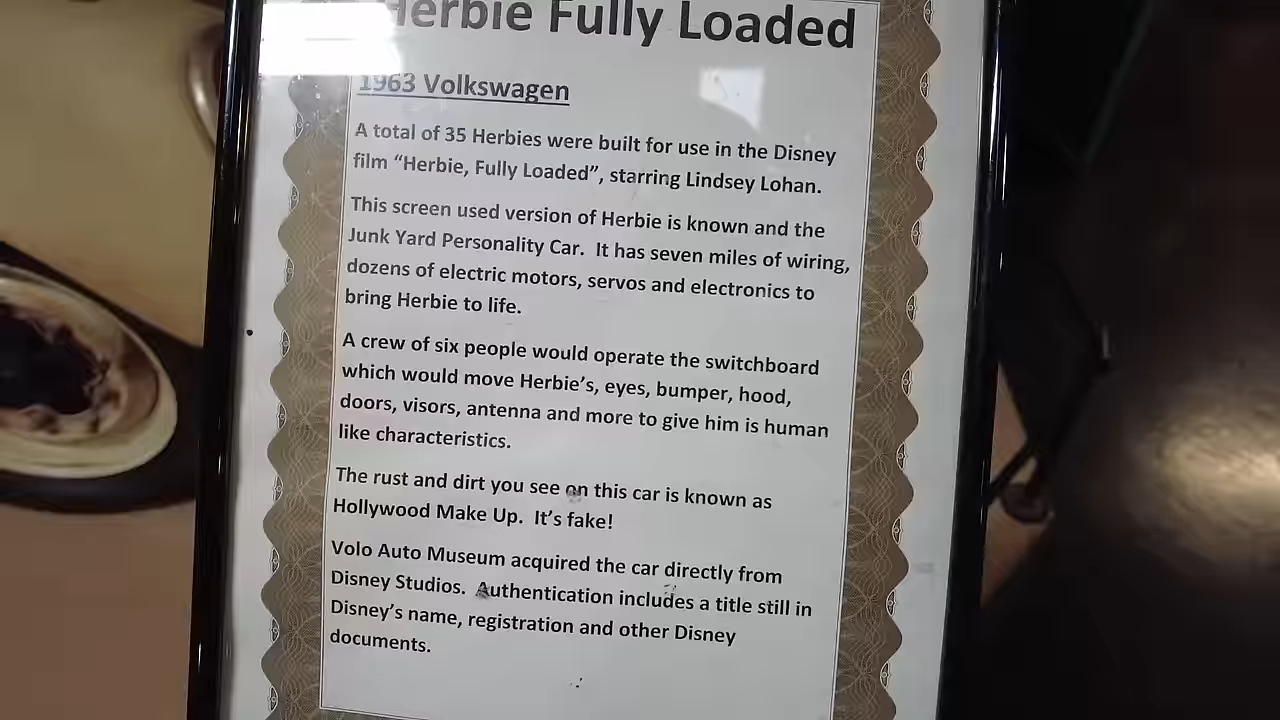 Herbie Fully Loaded
1963 Volkswagen
A total of 35 Herbies were built for use in the Disney
film “Herbie, Fully Loaded”, starring Lindsey Lohan.
This screen used version of Herbie is known and the
Junk Yard Personality Car.  It has seven miles of wiring,
dozens of electric motors, servos and electronics to
bring Herbie to life.
A crew of six people would operate the switchboard
which would move Herbie’s, eyes, bumper, hood,
doors, visors, antenna and more to give him is human
like characteristics.
The rust and dirt you see on this car is known as
Hollywood Make Up.  It’s fake!
Volo Auto Museum acquired the car directly from
Disney Studios.  Authentication includes a title still in
Disney’s name, registration and other Disney
documents.